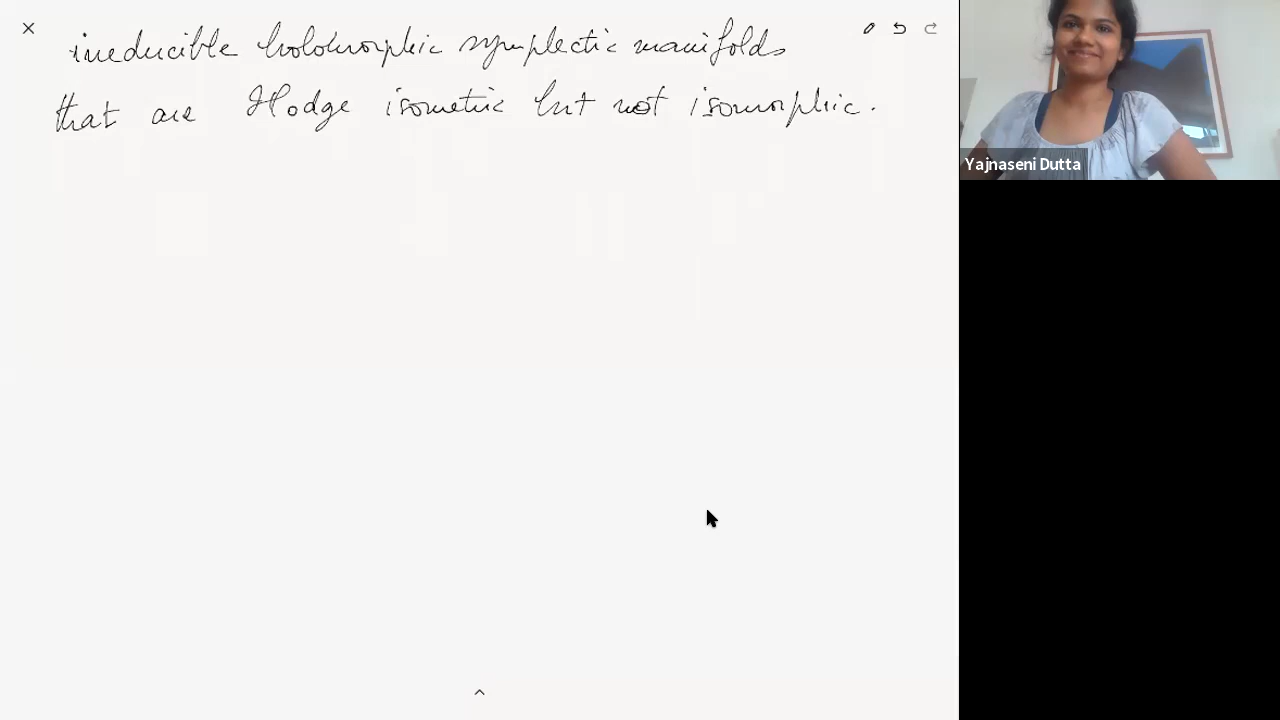 irreducible holomorphic symplectic manifolds
that are Hodge isometric but not isomorphic.
Yajnaseni Dutta